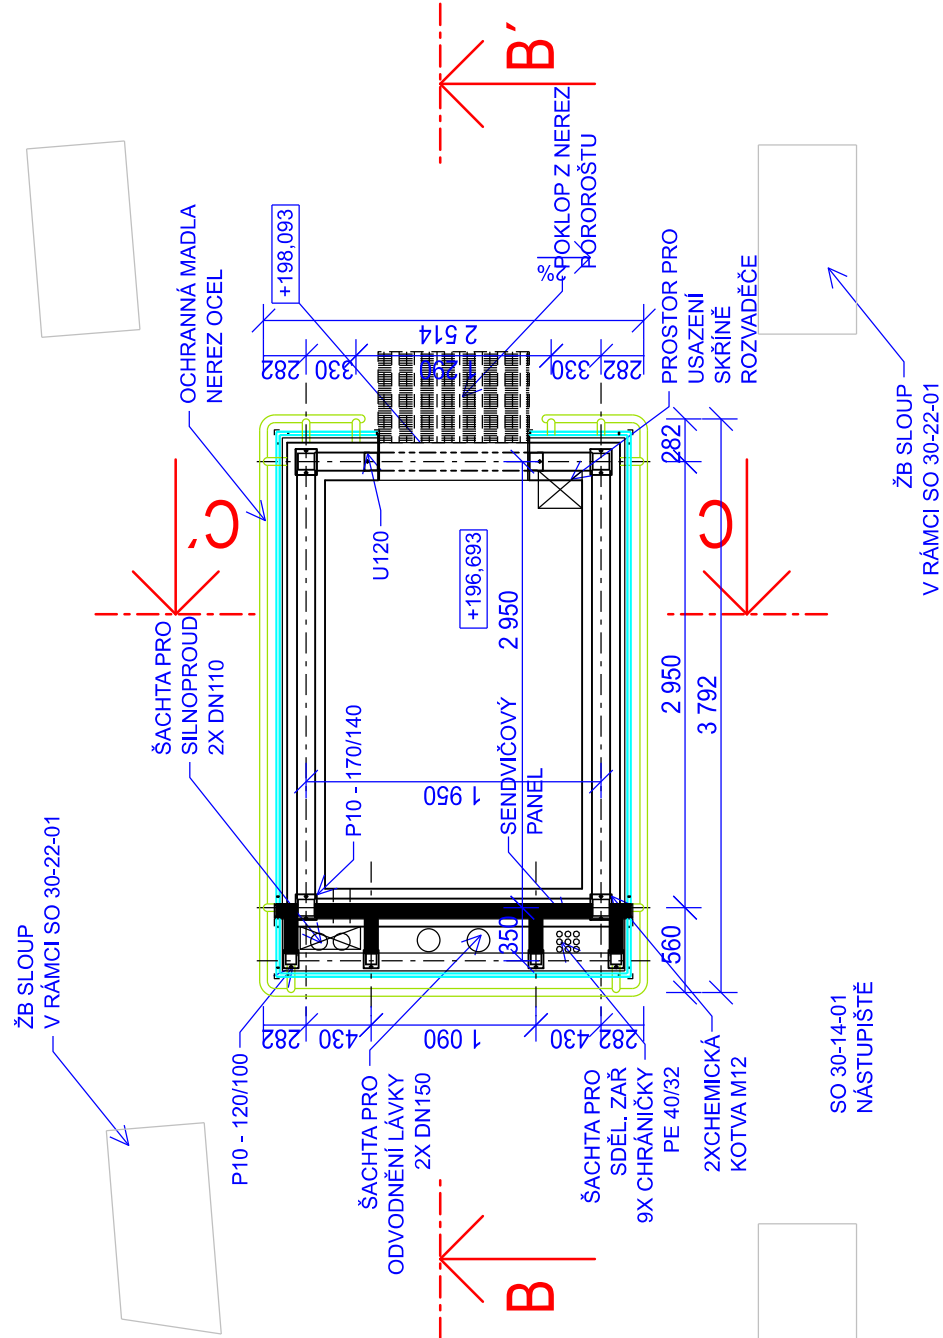 B´
POKLOP Z NEREZ
POROROŠTU
2%
OCHRANNÁ MADLA
NEREZ OCEL
+198,093
PROSTOR PRO
USAZENÍ
SKŘÍNĚ
ROZVADĚČE
ŽB SLOUP
V RÁMCI SO 30-22-01
2 514
282
330
1 290
330
282
C´
C
U120
+196,693
2 950
282
2 950
3 792
560
ŠACHTA PRO
SILNOPROUD
2X DN110
P10 - 170/140
1 950
SENDVIČOVÝ
PANEL
350
ŽB SLOUP
V RÁMCI SO 30-22-01
P10 - 120/100
282
430
1 090
430
282
ŠACHTA PRO
ODVODNĚNÍ LÁVKY
2X DN150
ŠACHTA PRO
SDĚL. ZAŘ
9X CHRÁNIČKY
PE 40/32
2XCHEMICKÁ
KOTVA M12
SO 30-14-01
NÁSTUPIŠTĚ
B